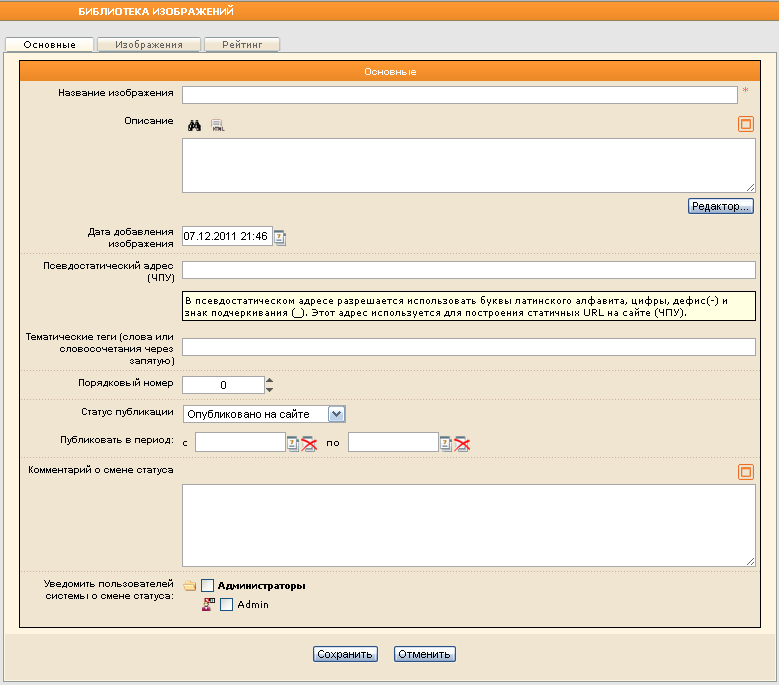 БИБЛИОТЕКА ИЗОБРАЖЕНИЙ
Основные Изображения Рейтинг
Основные
Название изображения *
Описание
HTML
Редактор...
Дата добавления
изображения
07.12.2011 21:46
Псевдостатический адрес
(ЧПУ)
В псевдостатическом адресе разрешается использовать буквы латинского алфавита, цифры, дефис(-) и
знак подчеркивания (_). Этот адрес используется для построения статичных URL на сайте (ЧПУ).
Тематические теги (слова или
словосочетания через
запятую)
Порядковый номер 0
Статус публикации Опубликовано на сайте
Публиковать в период: с по
Комментарий о смене статуса
Уведомить пользователей
системы о смене статуса:
Администраторы
Admin
Сохранить Отменить